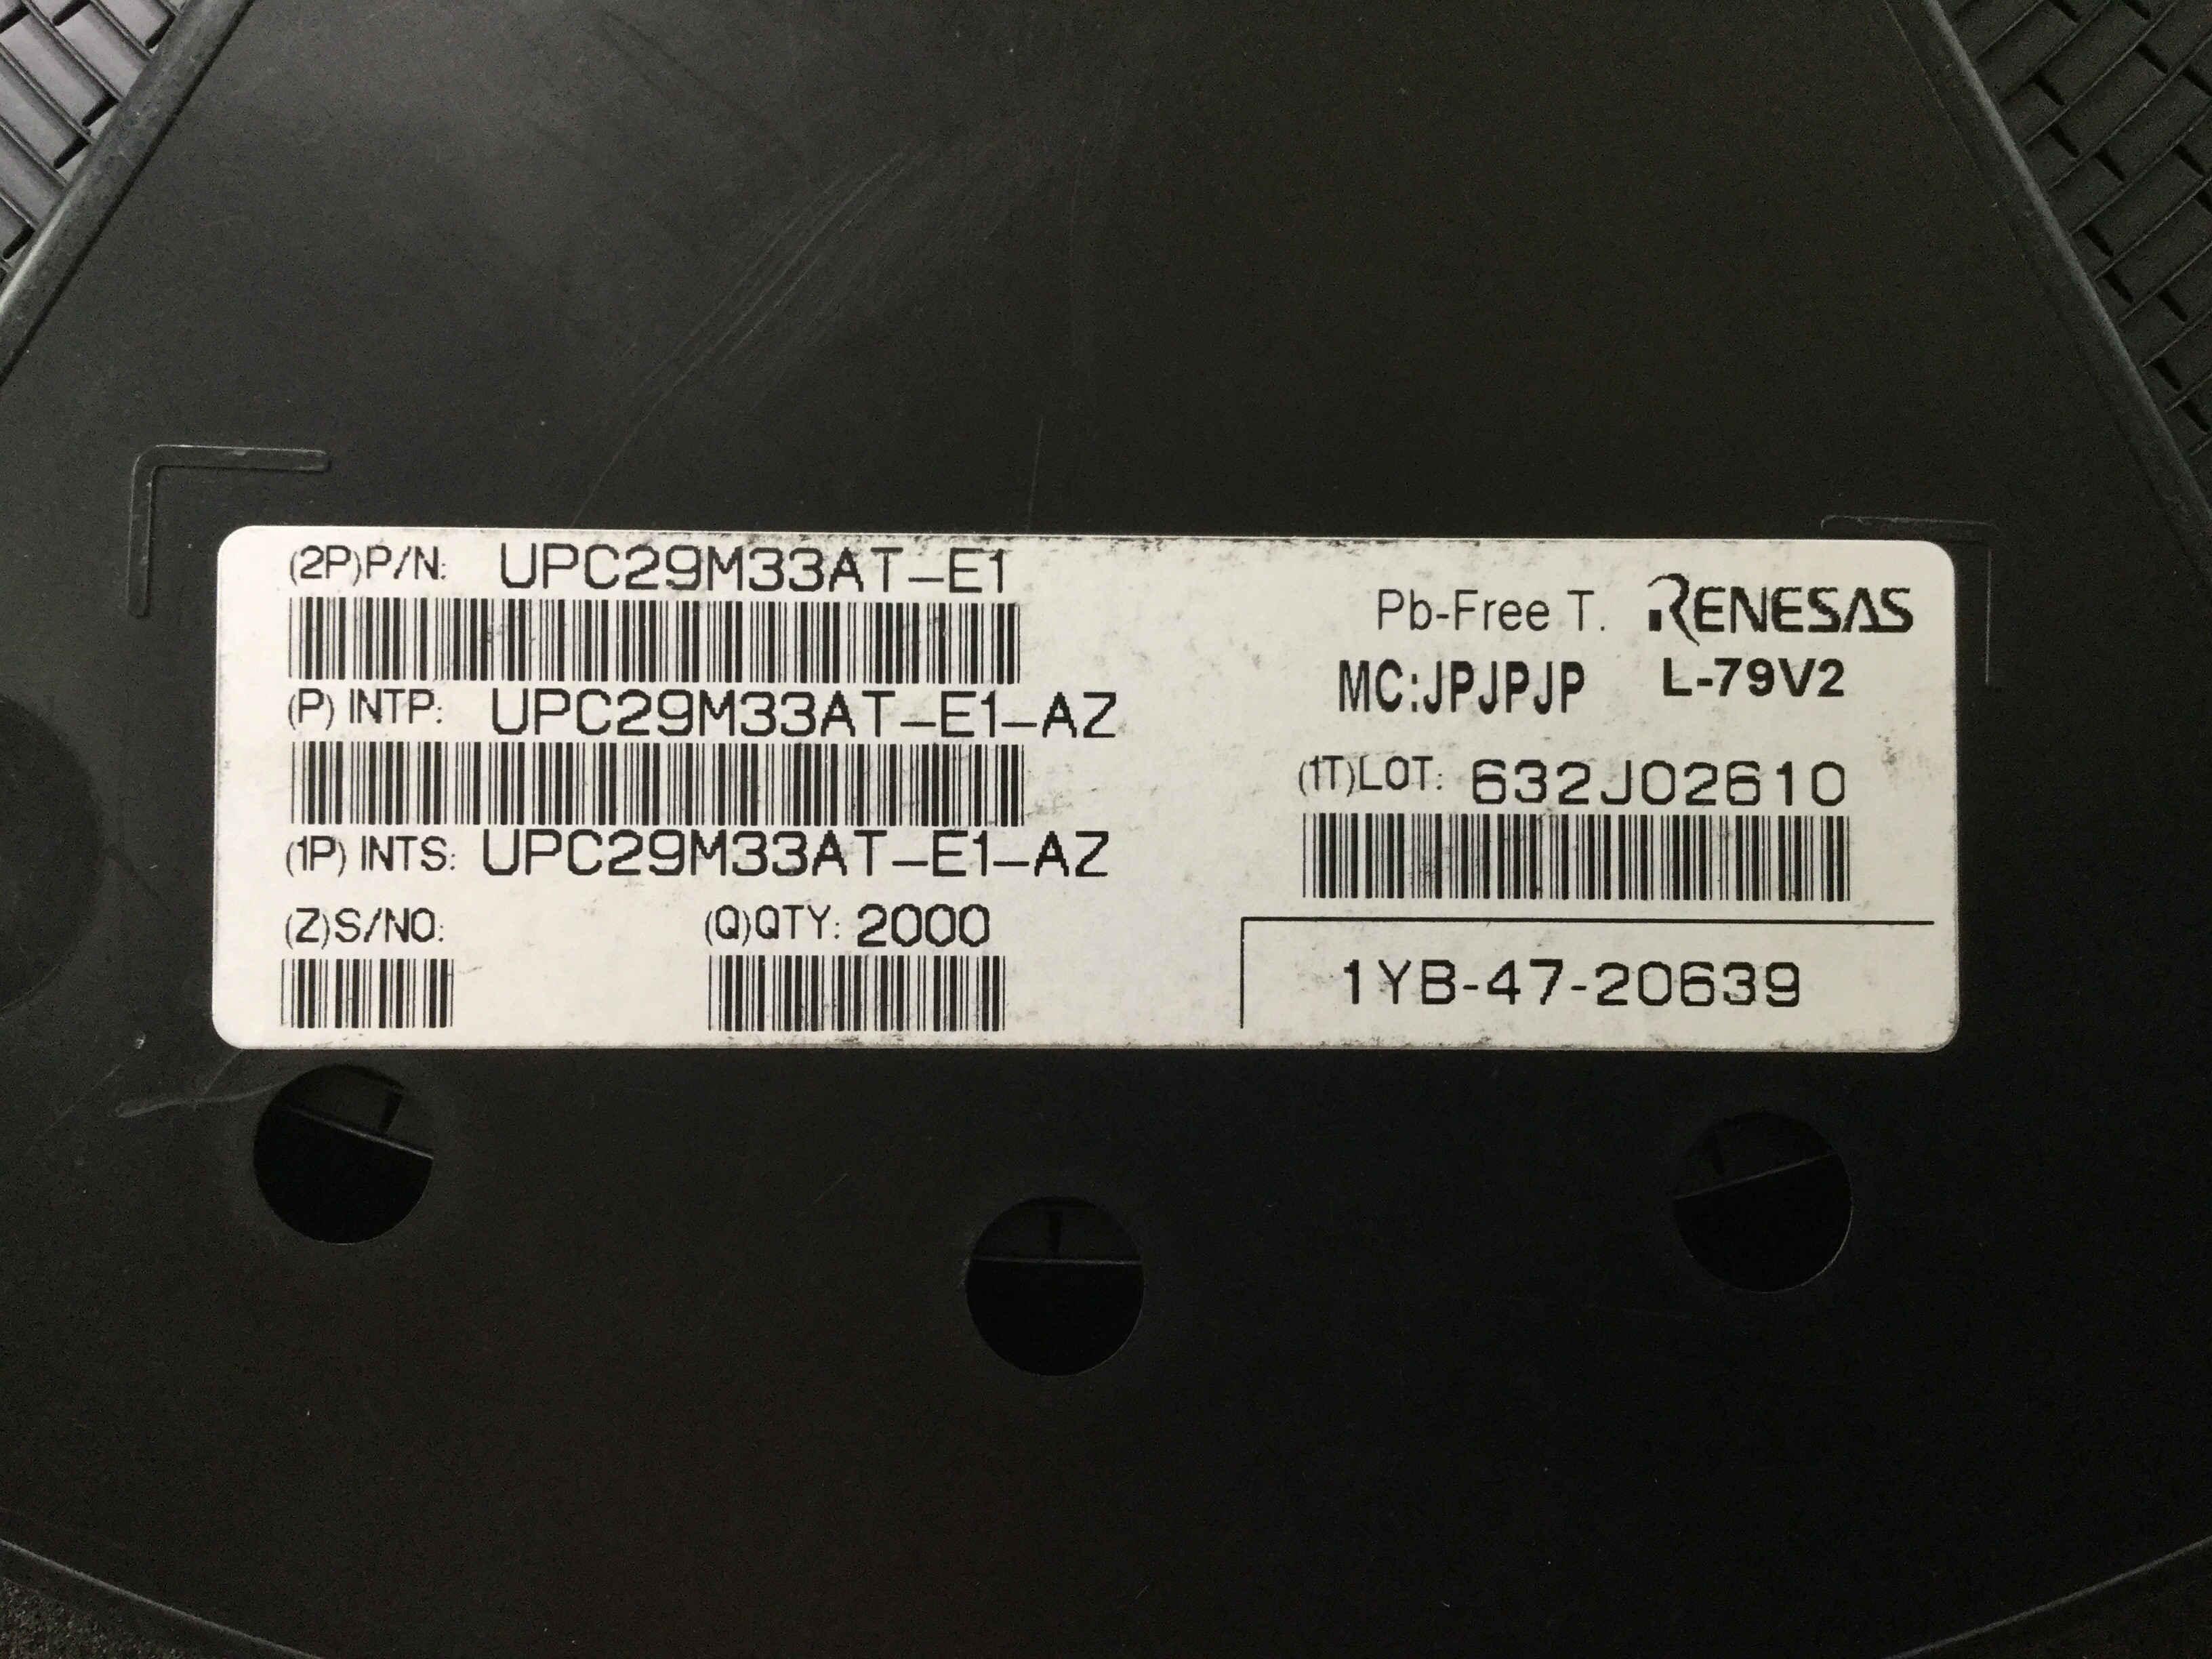 (2P)P/N: UPC29M33AT-E1
Pb-Free T. RENESAS
(P) INTP: UPC29M33AT-E1-AZ
MC:JPJPJP L-79V2
(1T)LOT: 632J02610
(1P) INTS: UPC29M33AT-E1-AZ
(Z)S/NO: (Q)QTY: 2000
1YB-47-20639